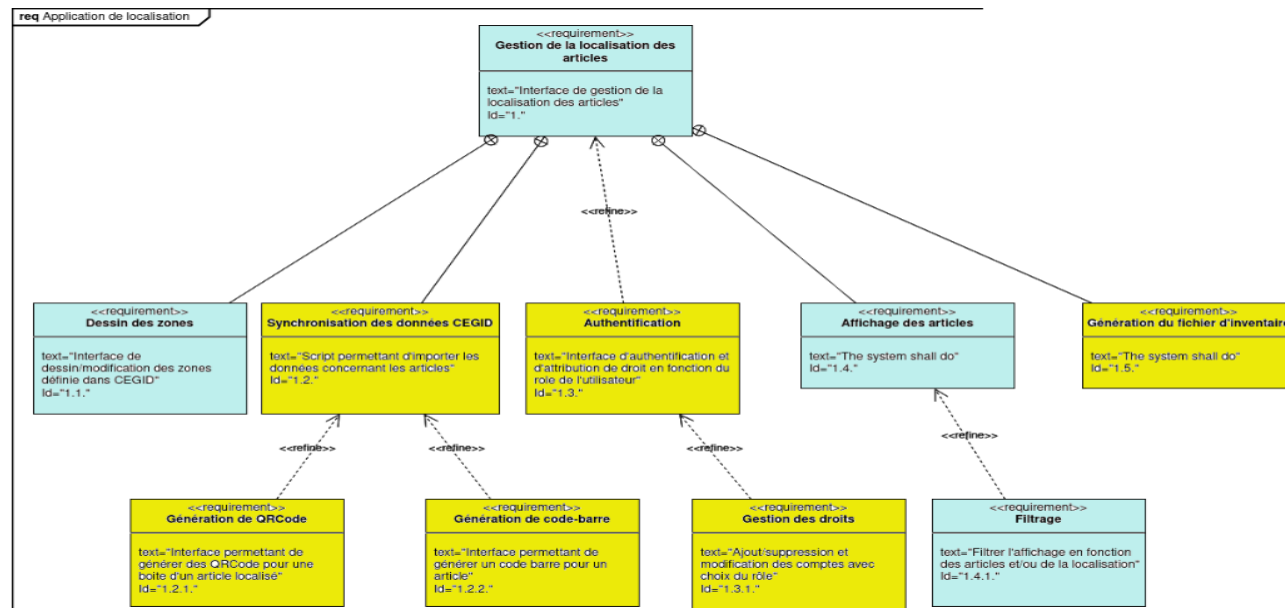 req Application de localisation
<<requirement>>
Gestion de la localisation des
articles
text="Interface de gestion de la
localisation des articles"
Id="1."
<<refine>>
<<requirement>>
Dessin des zones
text="Interface de
dessin/modification des zones
définie dans CEGID"
Id="1.1."
<<requirement>>
Synchronisation des données CEGID
text="Script permettant d'importer les
données concernant les articles"
Id="1.2."
<<requirement>>
Authentification
text="Interface d'authentification et
d'attribution de droit en fonction du
role de l'utilisateur"
Id="1.3."
<<requirement>>
Affichage des articles
text="The system shall do"
Id="1.4."
<<requirement>>
Génération du fichier d'inventaire
text="The system shall do"
Id="1.5."
<<refine>>
<<refine>>
<<refine>>
<<refine>>
<<requirement>>
Génération de QRCode
text="Interface permettant de
générer des QRCode pour une
boite d'un article localisé"
Id="1.2.1."
<<requirement>>
Génération de code-barre
text="Interface permettant de
générer un code barre pour un
article"
Id="1.2.2."
<<requirement>>
Gestion des droits
text="Ajout/suppression et
modification des comptes avec
choix du rôle"
Id="1.3.1."
<<requirement>>
Filtrage
text="Filtrer l'affichage en fonction
des articles et/ou de la localisation"
Id="1.4.1."